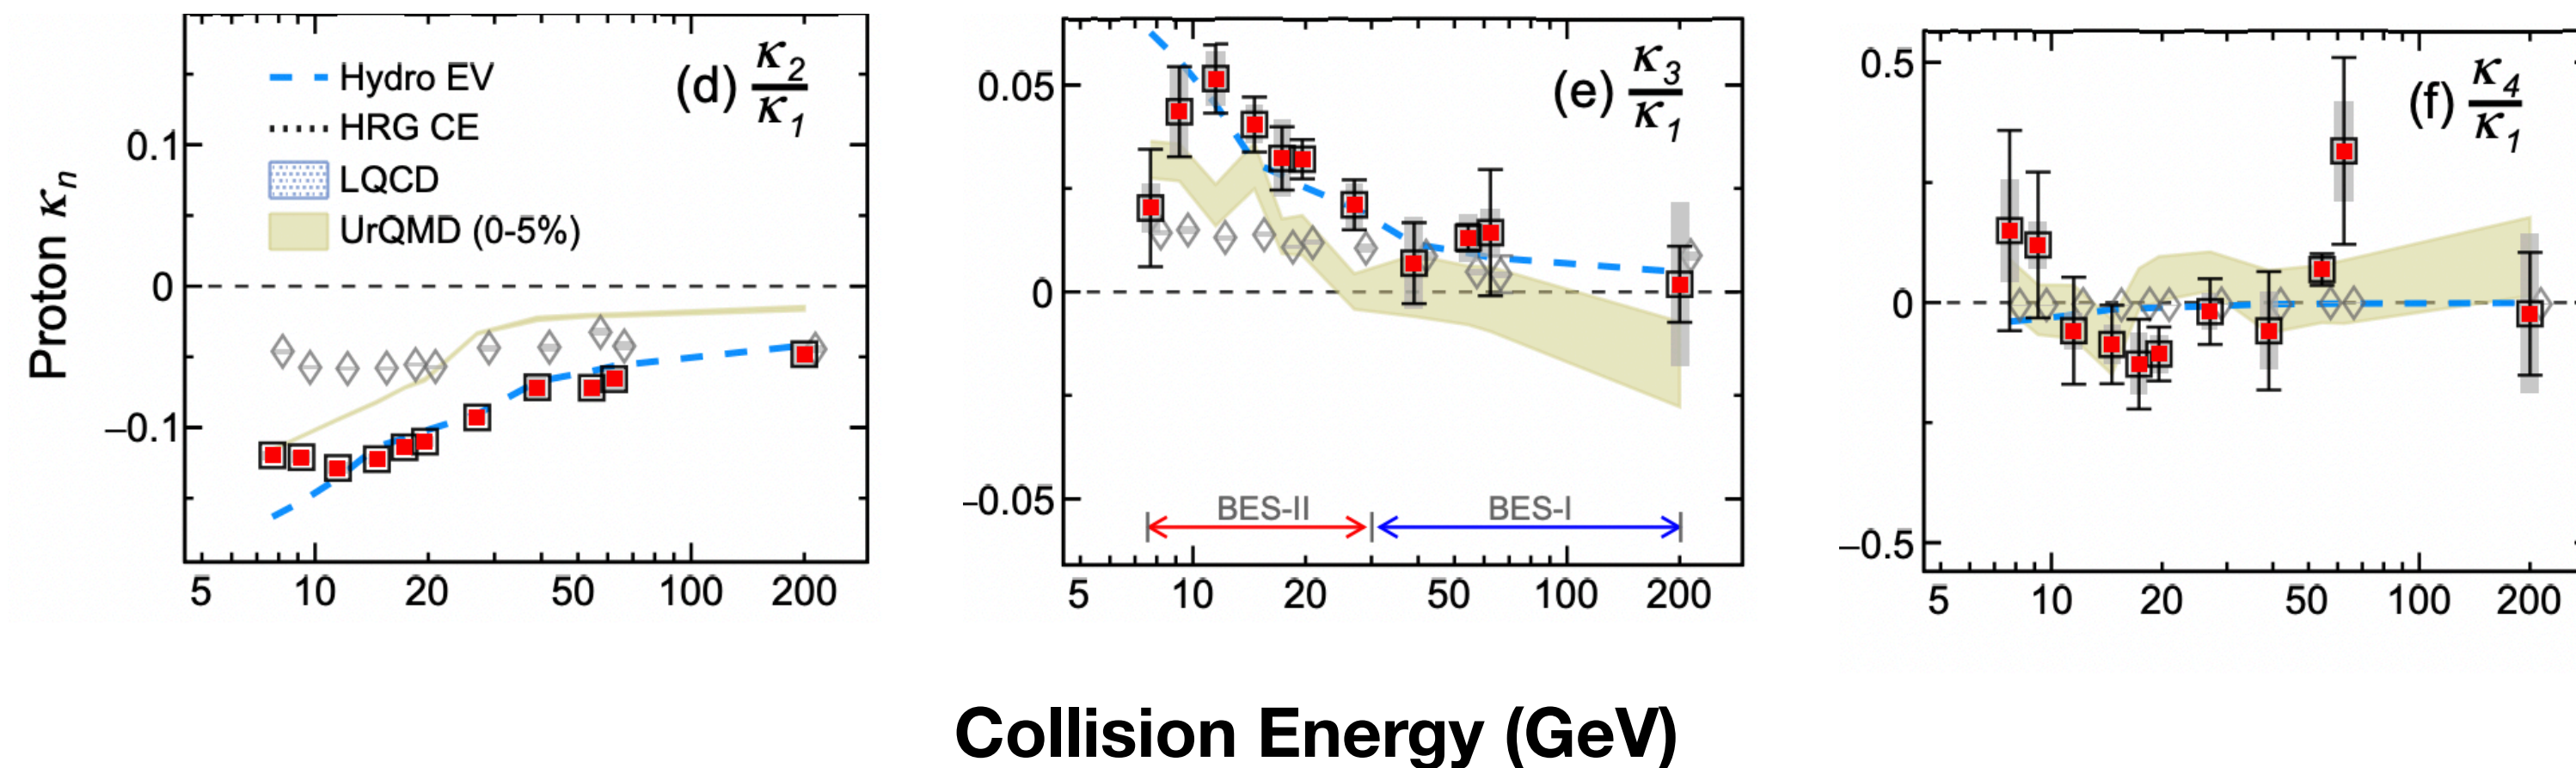 Proton κn
0.1
0
−0.1
Hydro EV
HRG CE
LQCD
UrQMD (0-5%)
(d) κ2
κ1
5 10 20 50 100 200
0.05
0
−0.05
(e) κ3
κ1
BES-II BES-I
5 10 20 50 100 200
0.5
0
−0.5
(f) κ4
κ1
5 10 20 50 100 200
Collision Energy (GeV)